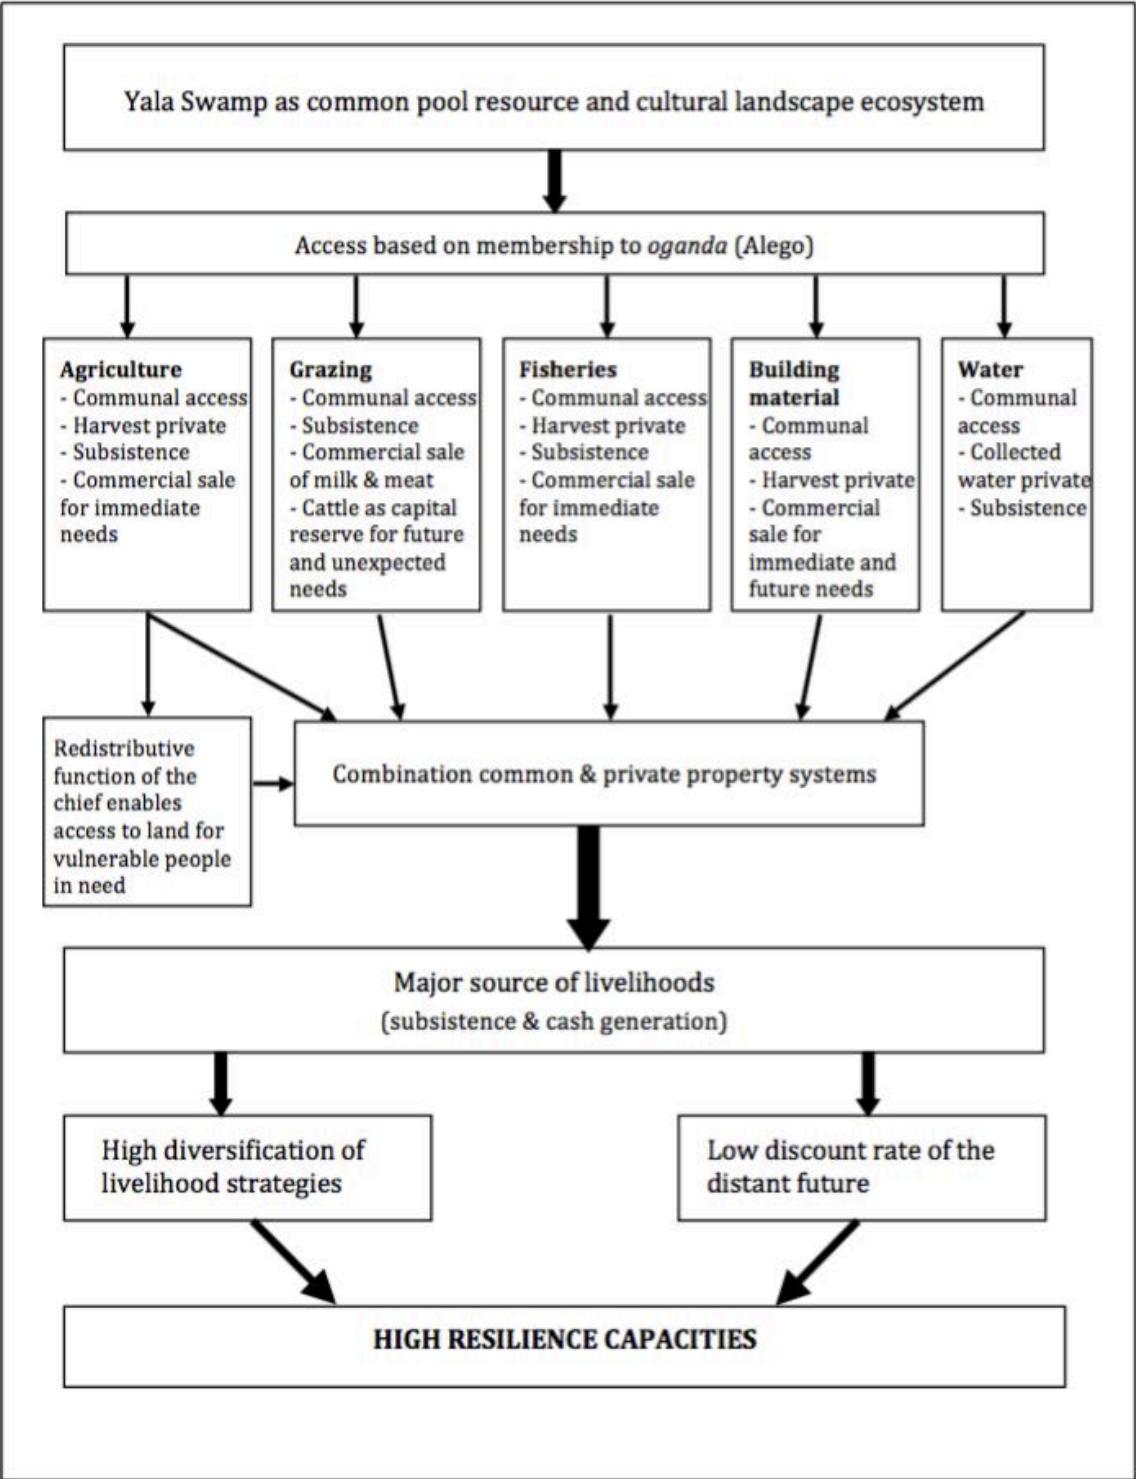 Yala Swamp as common pool resource and cultural landscape ecosystem
Access based on membership to oganda (Alego)
Agriculture
- Communal access
- Harvest private
- Subsistence
- Commercial sale
for immediate
needs
Grazing
- Communal access
- Subsistence
- Commercial sale
of milk & meat
- Cattle as capital
reserve for future
and unexpected
needs
Fisheries
- Communal access
- Harvest private
- Subsistence
- Commercial sale
for immediate
needs
Building
material
- Communal
access
- Harvest private
- Commercial
sale for
immediate and
future needs
Water
- Communal
access
- Collected
water private
- Subsistence
Redistributive
function of the
chief enables
access to land for
vulnerable people
in need
Combination common & private property systems
Major source of livelihoods
(subsistence & cash generation)
High diversification of
livelihood strategies
Low discount rate of the
distant future
HIGH RESILIENCE CAPACITIES